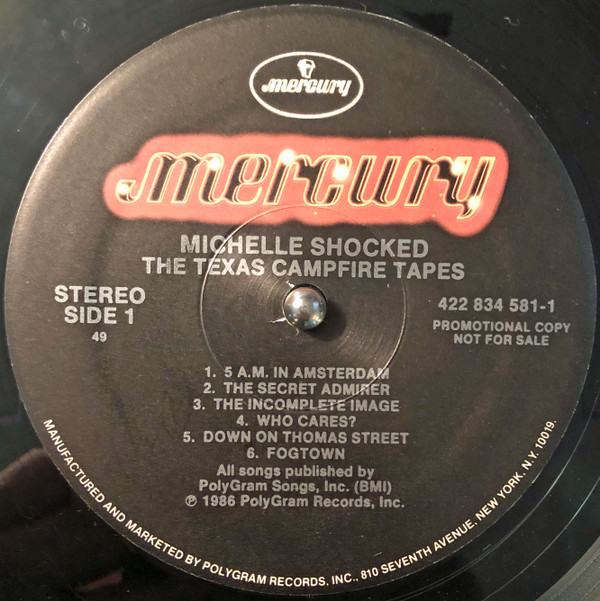 mercury
mercury
MICHELLE SHOCKED
THE TEXAS CAMPFIRE TAPES
STEREO
SIDE 1
49
422 834 581-1
PROMOTIONAL COPY
NOT FOR SALE
1. 5 A.M. IN AMSTERDAM
2. THE SECRET ADMIRER
3. THE INCOMPLETE IMAGE
4. WHO CARES?
5. DOWN ON THOMAS STREET
6. FOGTOWN
All songs published by
PolyGram Songs, Inc. (BMI)
℗ 1986 PolyGram Records, Inc.
MANUFACTURED AND MARKETED BY POLYGRAM RECORDS. INC., 810 SEVENTH AVENUE. NEW YORK. N.Y. 10019.